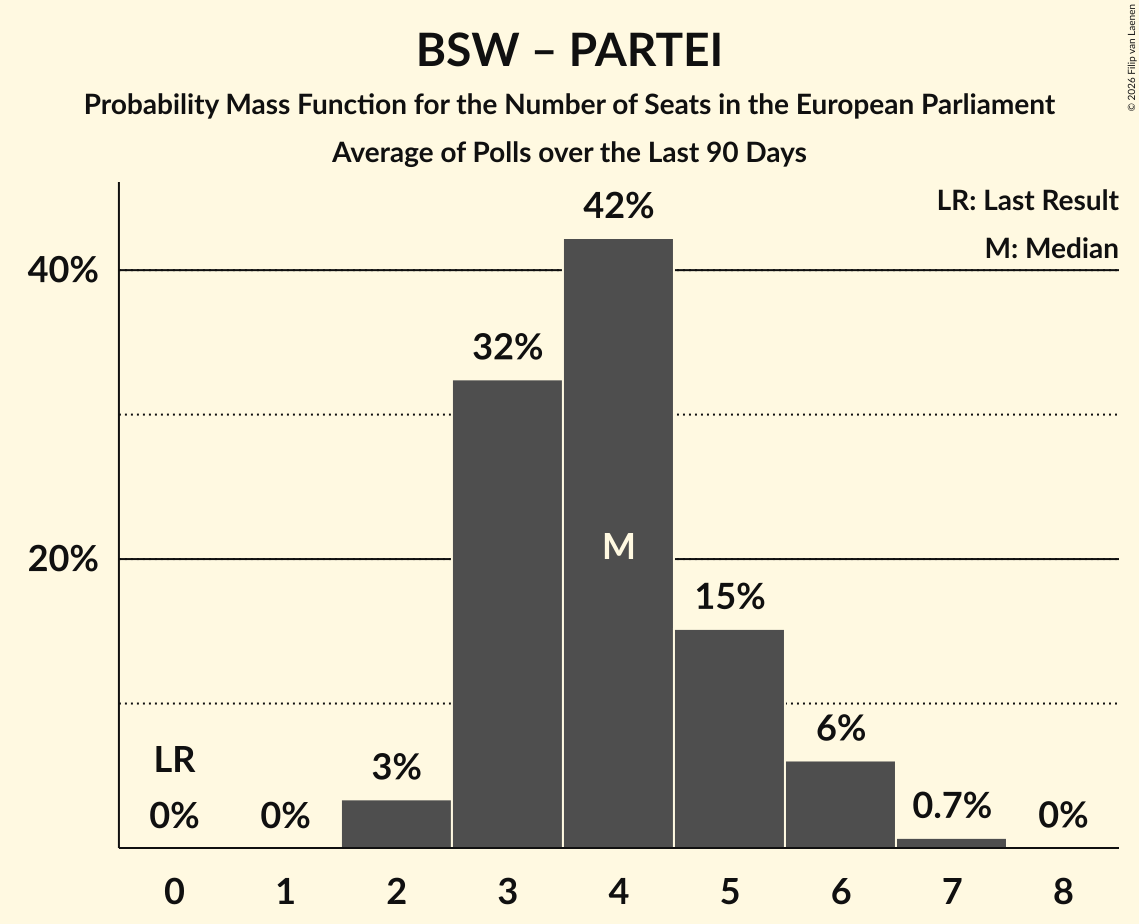 BSW – PARTEI
Probability Mass Function for the Number of Seats in the European Parliament
Average of Polls over the Last 90 Days
© 2026 Filip van Laenen
LR: Last Result
M: Median
42%
40%
32%
M
20%
15%
6%
LR
3%
0.7%
0%
0%
0%
0 1 2 3 4 5 6 7 8